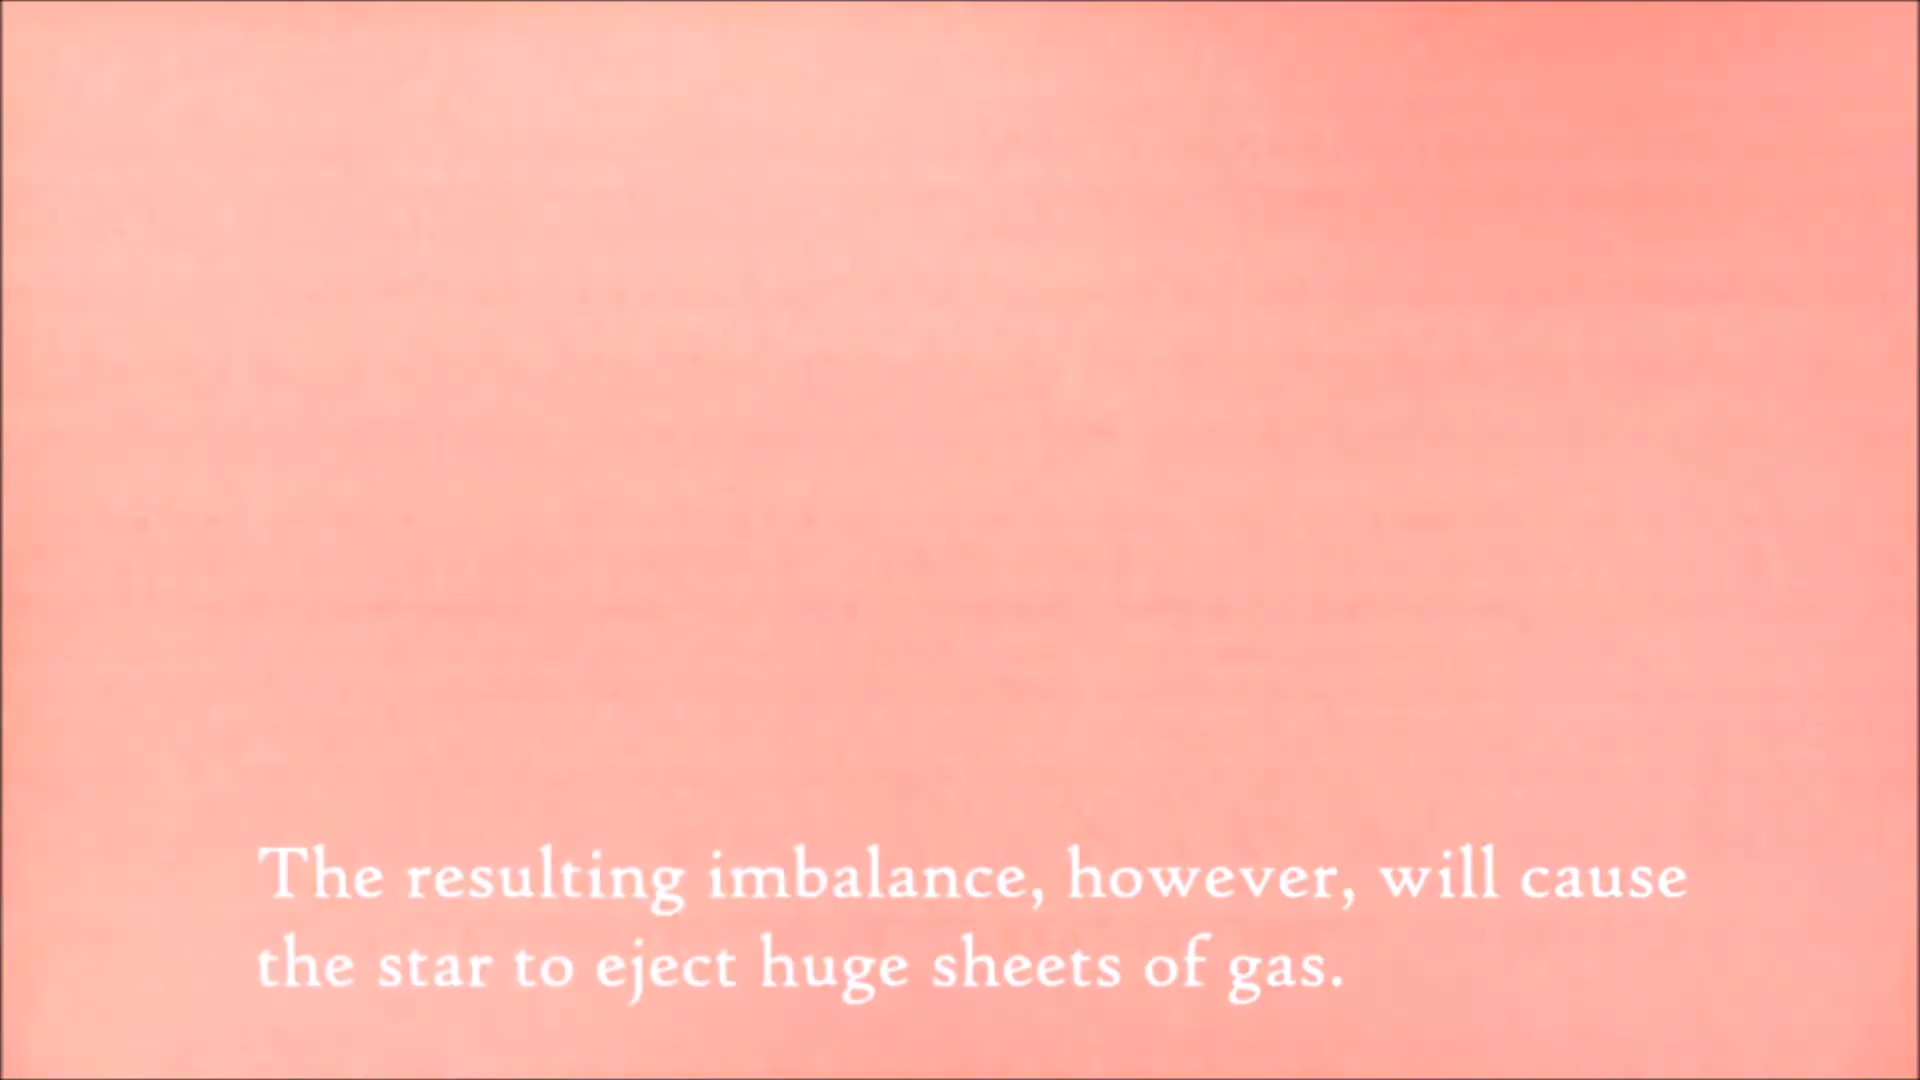 The resulting imbalance, however, will cause
the star to eject huge sheets of gas.